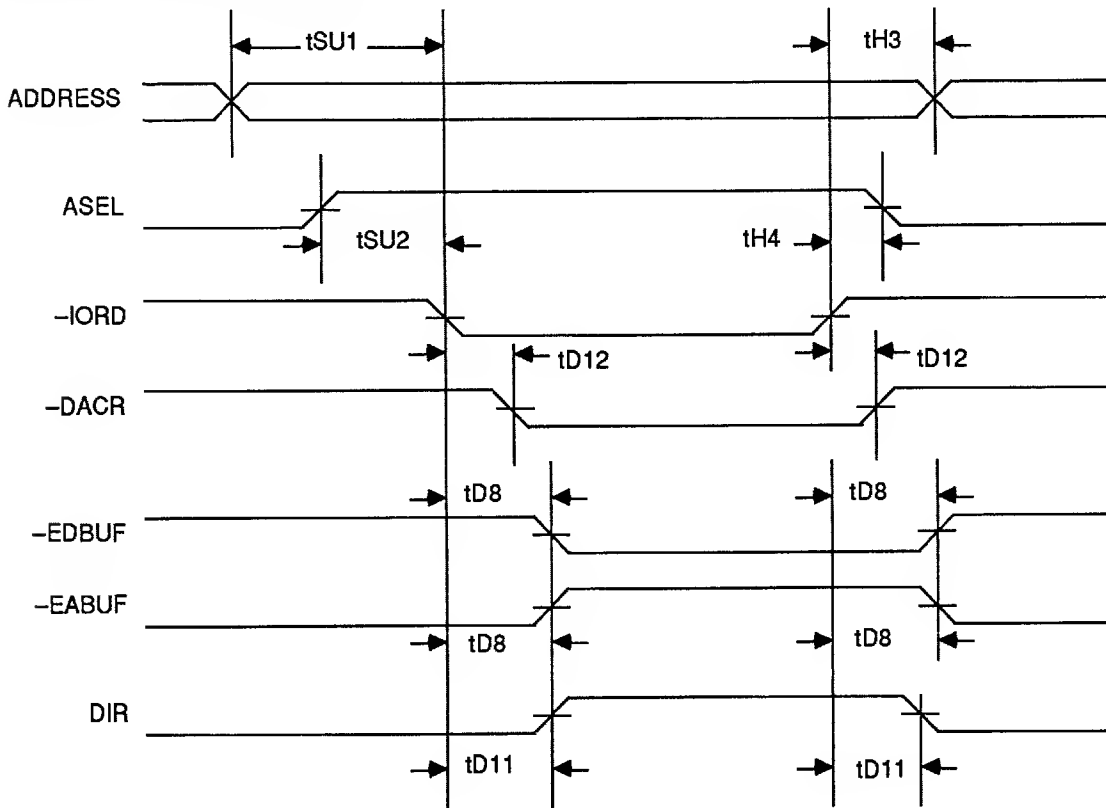 tSU1 tH3
ADDRESS
ASEL
tSU2 tH4
–IORD
tD12 tD12
–DACR
tD8 tD8
–EDBUF
–EABUF
tD8 tD8
DIR
tD11 tD11